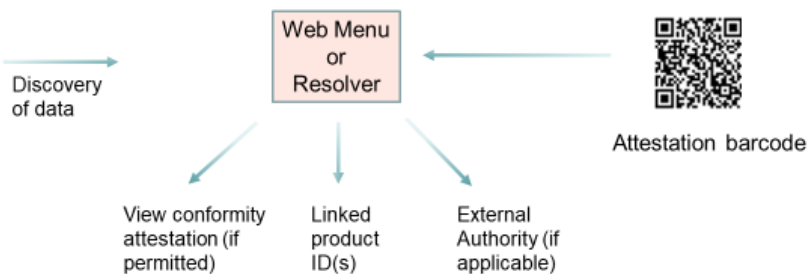 Web Menu
or
Resolver
Discovery
of data
Attestation barcode
View conformity
attestation (if
permitted)
Linked
product
ID(s)
External
Authority (if
applicable)